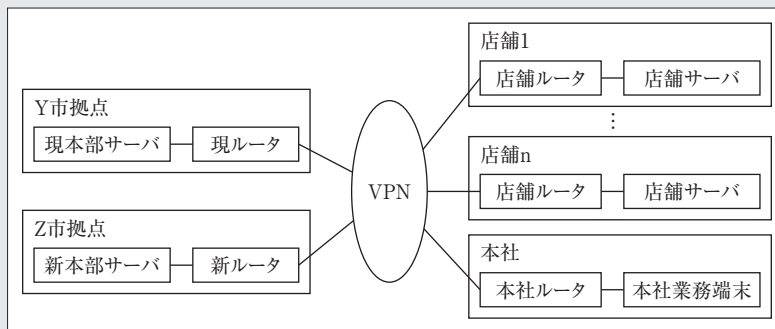 Y市拠点
現本部サーバ
現ルータ
Z市拠点
新本部サーバ
新ルータ
VPN
店舗1
店舗ルータ
店舗サーバ
⋮
店舗n
店舗ルータ
店舗サーバ
本社
本社ルータ
本社業務端末